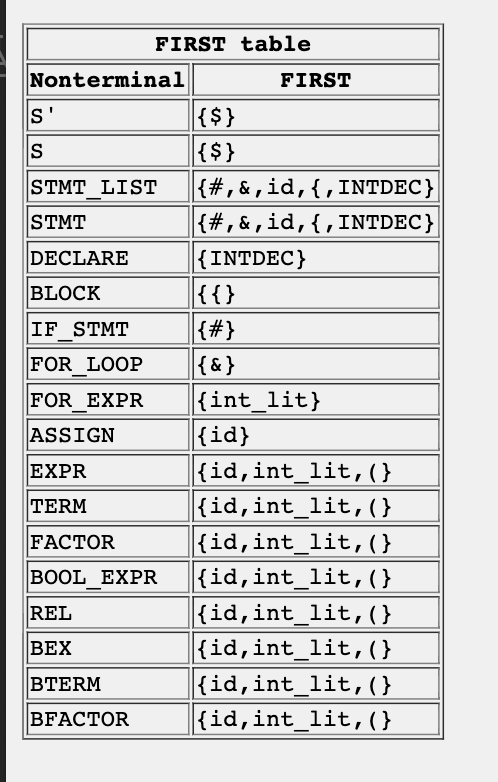 FIRST table
Nonterminal FIRST
S' {$}
S {$}
STMT_LIST {#,&,id,{,INTDEC}
STMT {#,&,id,{,INTDEC}
DECLARE {INTDEC}
BLOCK {{}
IF_STMT {#}
FOR_LOOP {&}
FOR_EXPR {int_lit}
ASSIGN {id}
EXPR {id,int_lit,(}
TERM {id,int_lit,(}
FACTOR {id,int_lit,(}
BOOL_EXPR {id,int_lit,(}
REL {id,int_lit,(}
BEX {id,int_lit,(}
BTERM {id,int_lit,(}
BFACTOR {id,int_lit,(}